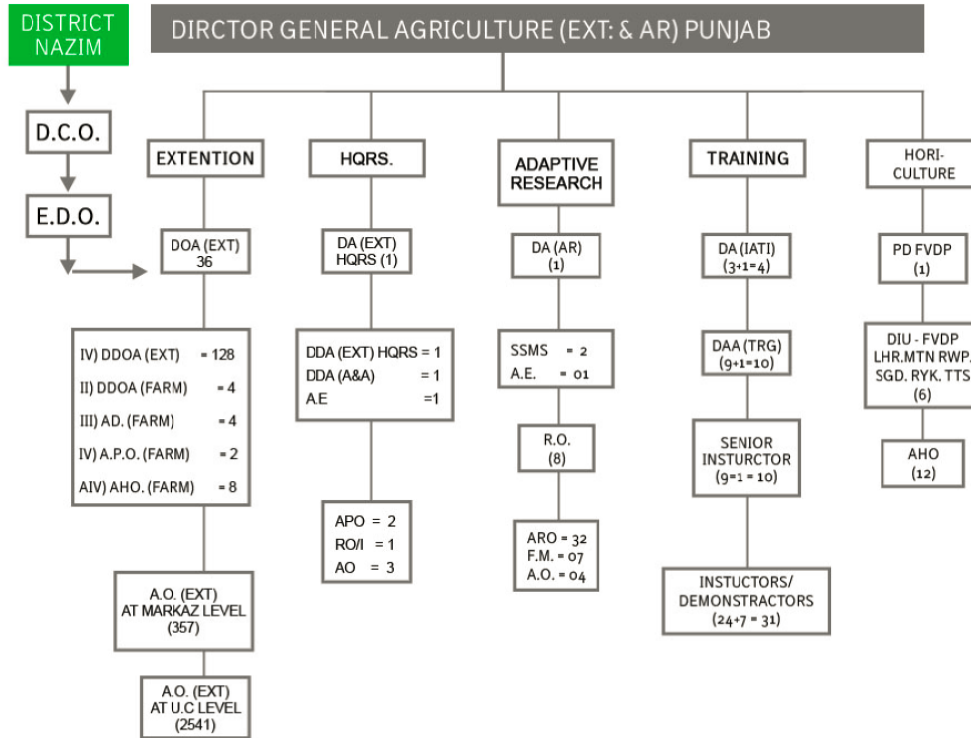 DISTRICT
NAZIM
DIRCTOR GENERAL AGRICULTURE (EXT: & AR) PUNJAB
D.C.O.
E.D.O.
EXTENTION
DOA (EXT)
36
IV) DDOA (EXT) = 128
II) DDOA (FARM) = 4
III) AD. (FARM) = 4
IV) A.P.O. (FARM) = 2
AIV) AHO. (FARM) = 8
A.O. (EXT)
AT MARKAZ LEVEL
(357)
A.O. (EXT)
AT U.C LEVEL
(2541)
HQRS.
DA (EXT)
HQRS (1)
DDA (EXT) HQRS = 1
DDA (A&A) = 1
A.E =1
APO = 2
RO/I = 1
AO = 3
ADAPTIVE
RESEARCH
DA (AR)
(1)
SSMS = 2
A.E. = 01
R.O.
(8)
ARO = 32
F.M. = 07
A.O. = 04
TRAINING
DA (IATI)
(3+1=4)
DAA (TRG)
(9+1=10)
SENIOR
INSTURCTOR
(9=1 = 10)
INSTUCTORS/
DEMONSTRACTORS
(24+7 = 31)
HORI-
CULTURE
PD FVDP
(1)
DIU - FVDP
LHR.MTN RWP.
SGD. RYK. TTS
(6)
AHO
(12)